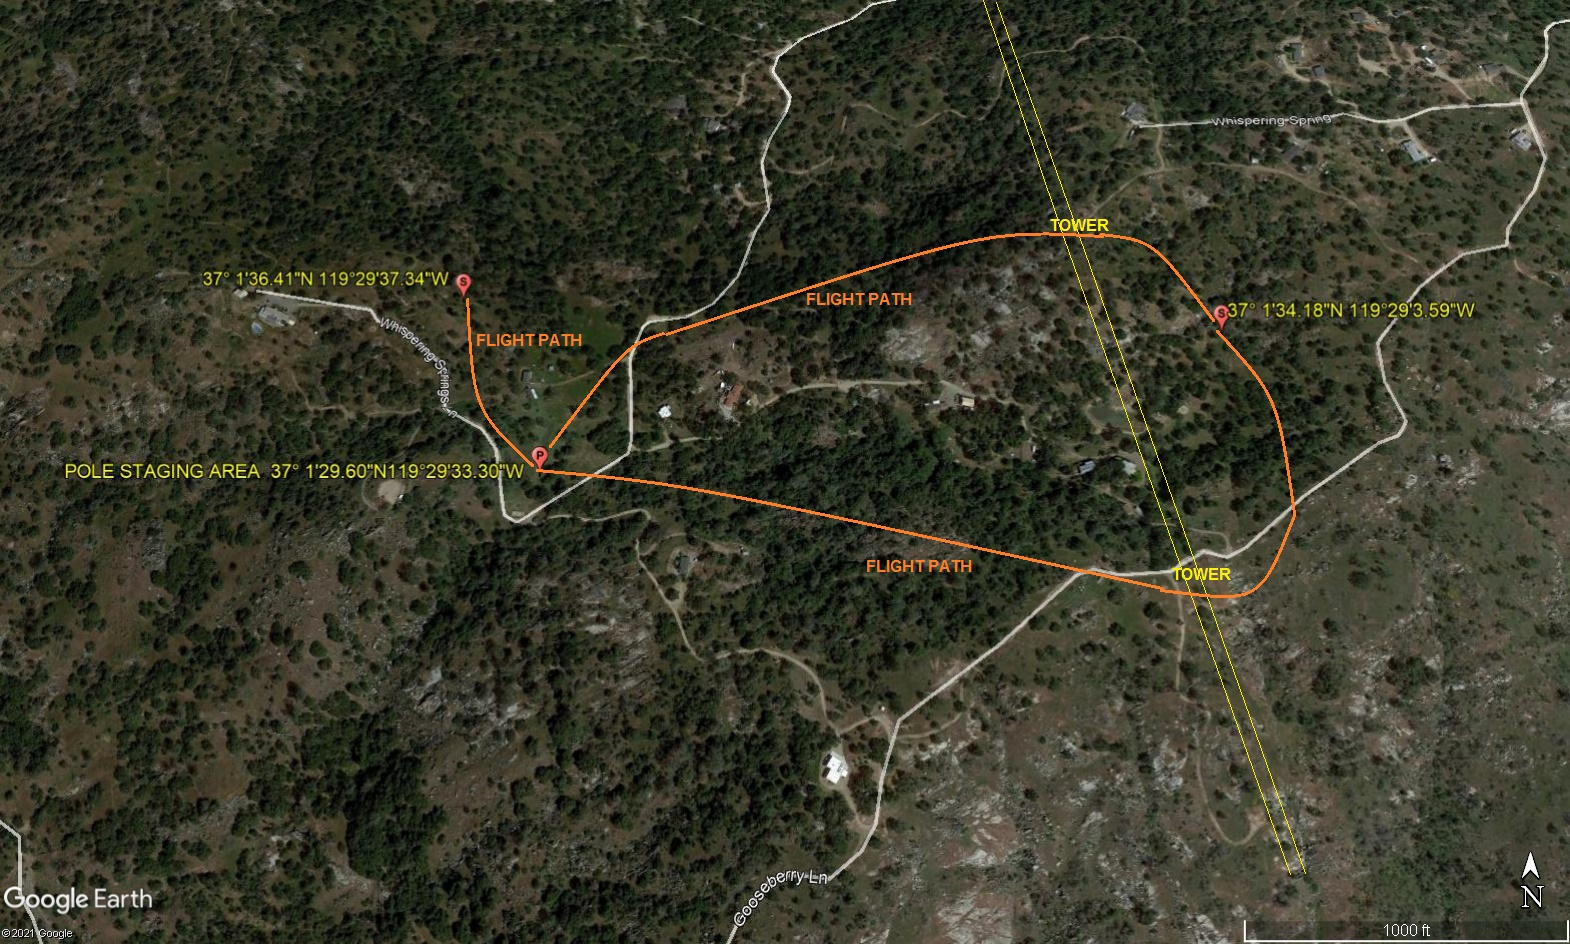 Whispering Spring
TOWER
37° 1'36.41"N 119°29'37.34"W
S
FLIGHT PATH
S
37° 1'34.18"N 119°29'3.59"W
Whispering Springs Ln
FLIGHT PATH
P
POLE STAGING AREA  37° 1'29.60"N119°29'33.30"W
FLIGHT PATH
TOWER
Gooseberry Ln
Google Earth
©2021 Google
N
1000 ft